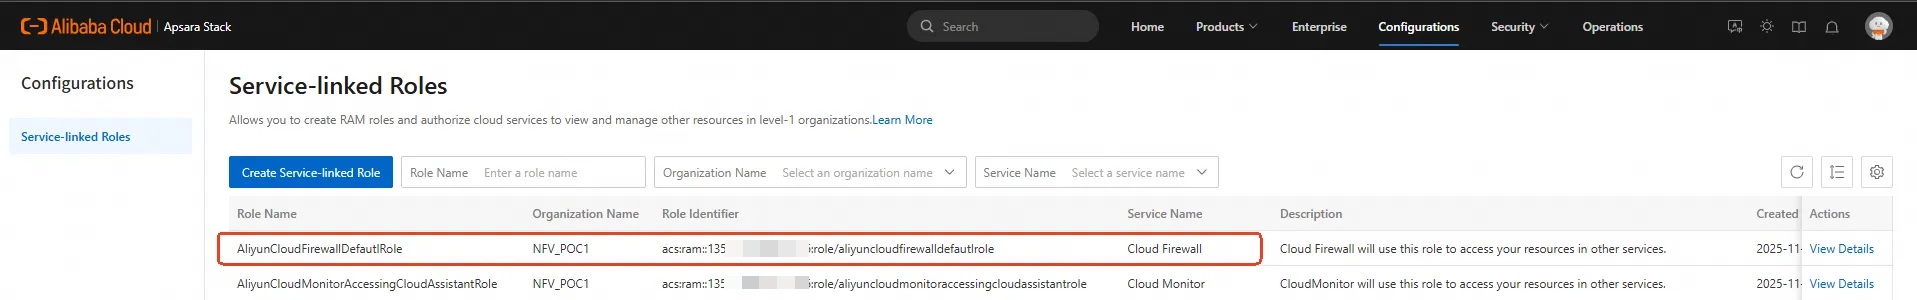 Alibaba Cloud | Apsara Stack Search Home Products Enterprise Configurations Security Operations
Configurations
Service-linked Roles
Service-linked Roles
Allows you to create RAM roles and authorize cloud services to view and manage other resources in level-1 organizations.Learn More
Create Service-linked Role Role Name Enter a role name Organization Name Select an organization name Service Name Select a service name
Role Name Organization Name Role Identifier Service Name Description Created Actions
AliyunCloudFirewallDefautlRole NFV_POC1 acs:ram::135 :role/aliyuncloudfirewalldefautlrole Cloud Firewall Cloud Firewall will use this role to access your resources in other services. 2025-11- View Details
AliyunCloudMonitorAccessingCloudAssistantRole NFV_POC1 acs:ram::135 :role/aliyuncloudmonitoraccessingcloudassistantrole Cloud Monitor CloudMonitor will use this role to access your resources in other services. 2025-11- View Details